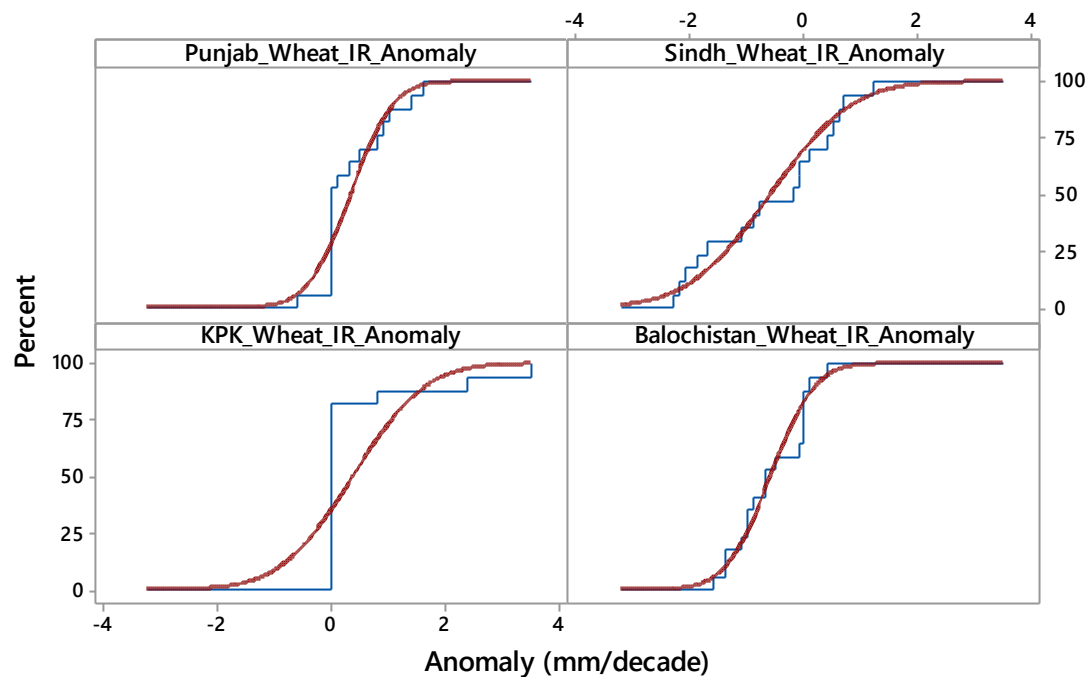 -4 -2 0 2 4
Punjab_Wheat_IR_Anomaly Sindh_Wheat_IR_Anomaly
100
75
50
25
0
Percent
KPK_Wheat_IR_Anomaly Balochistan_Wheat_IR_Anomaly
100
75
50
25
0
-4 -2 0 2 4
Anomaly (mm/decade)